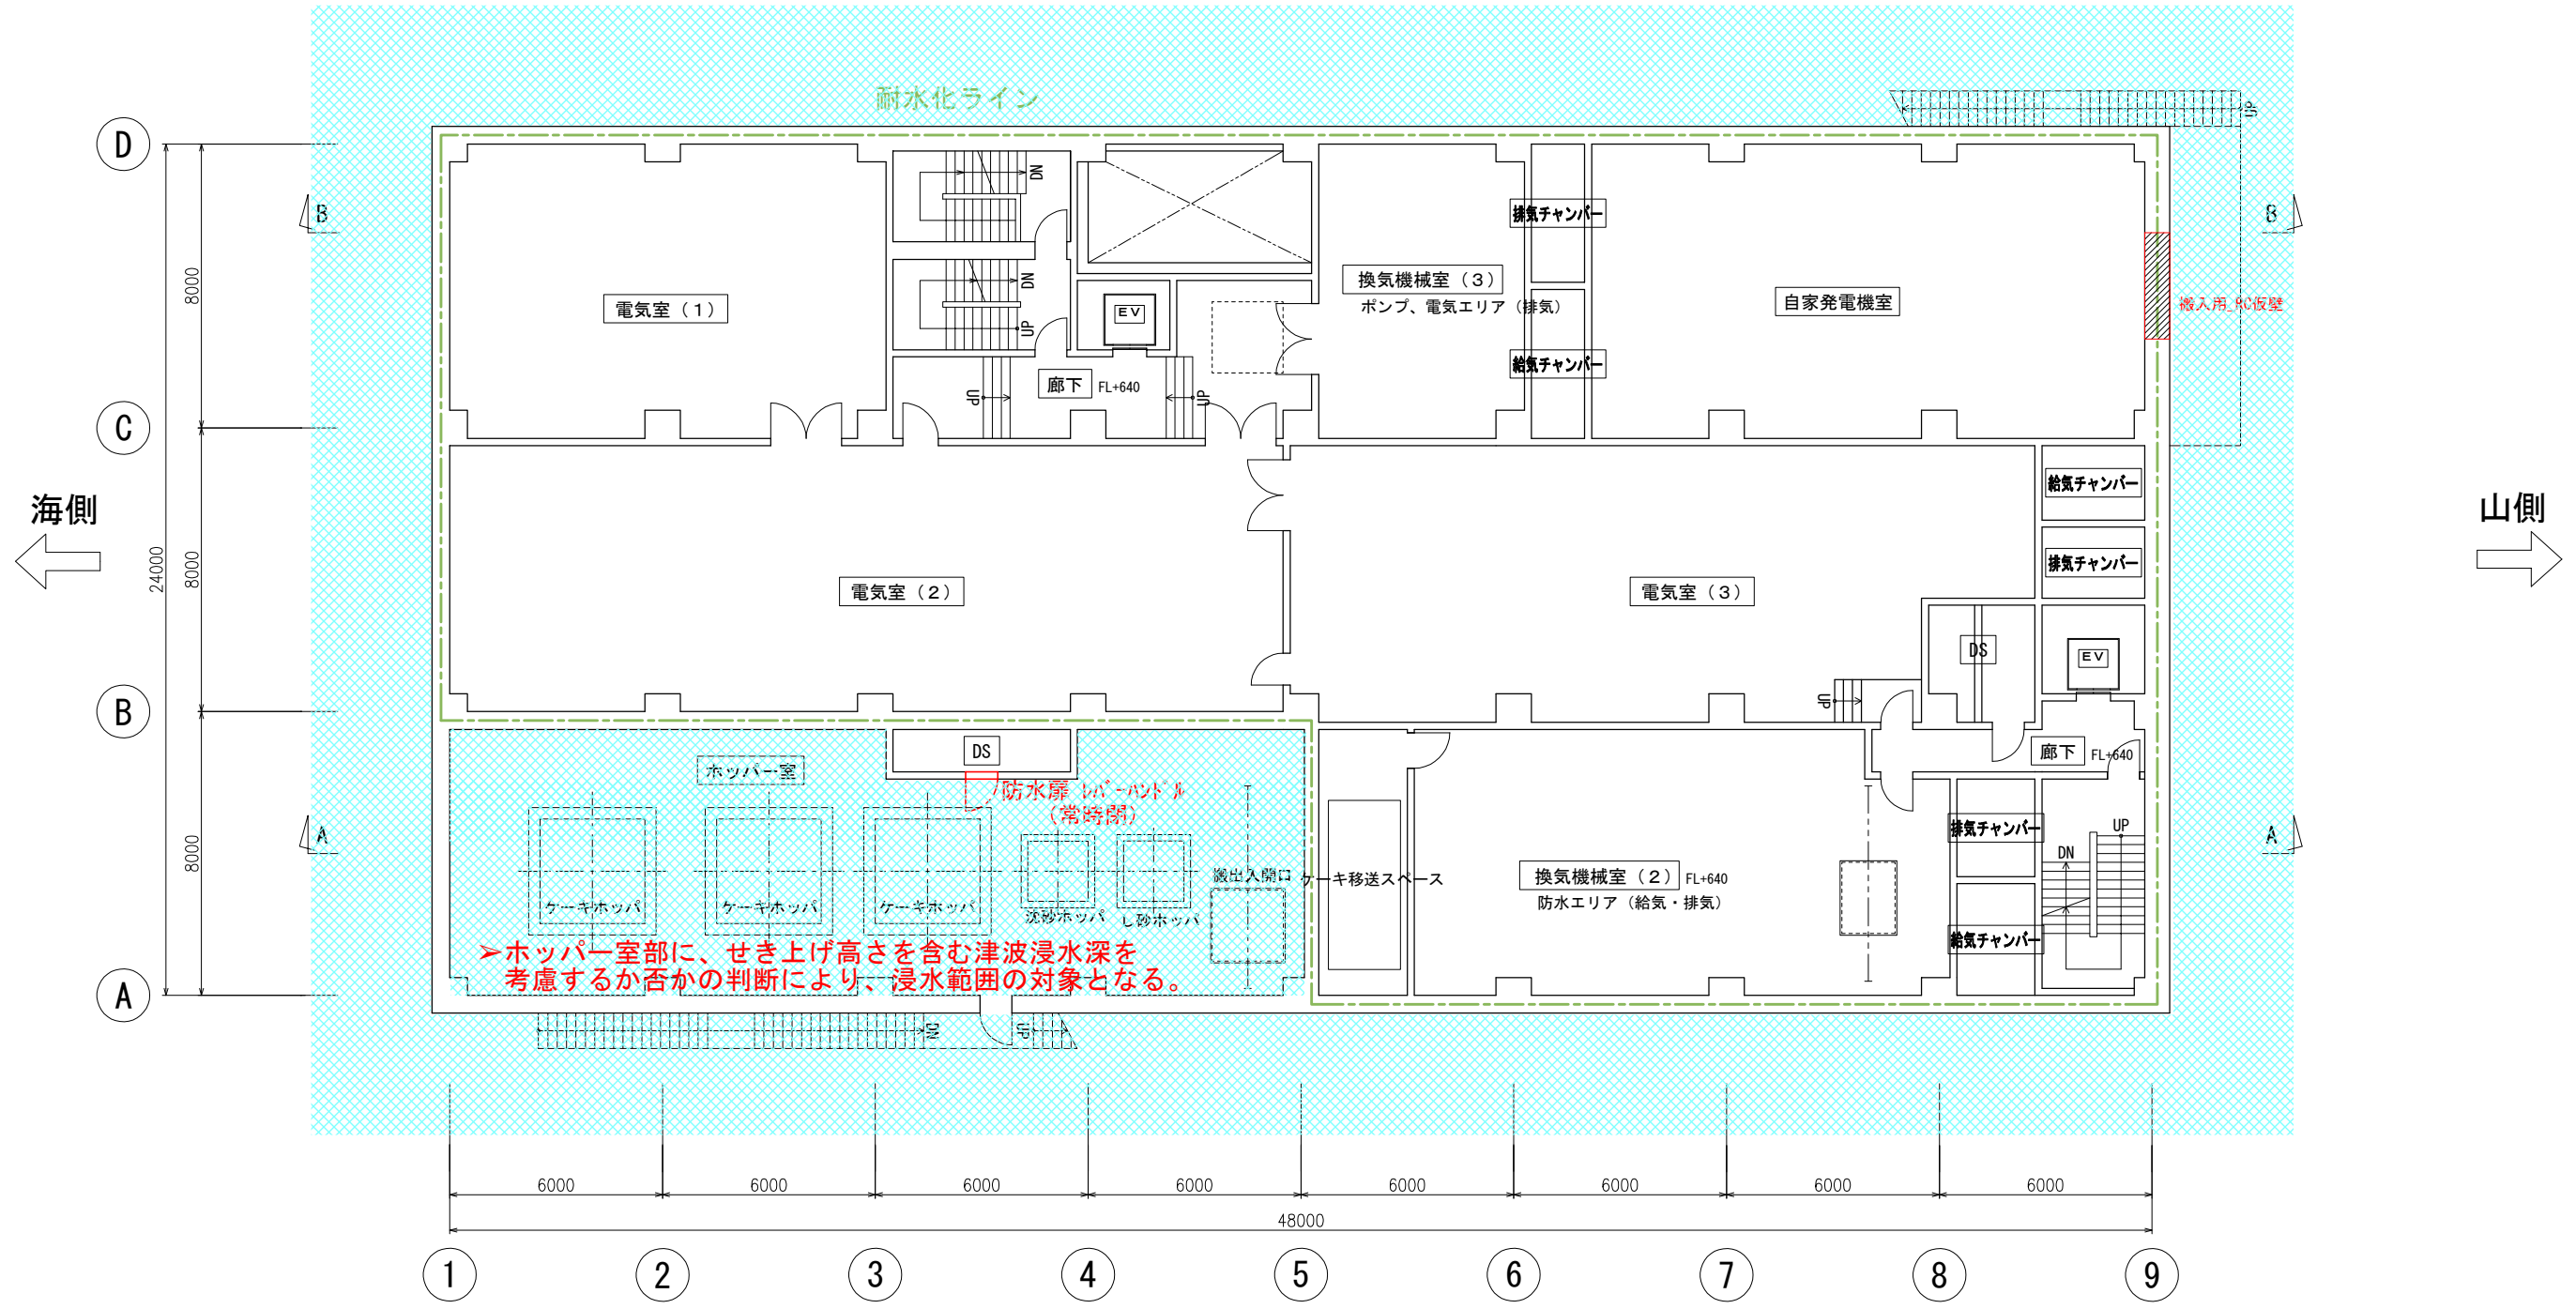 耐水化ライン
UP
D
B
B
DN
排気チャンバー
8000
換気機械室（３）
電気室（１）
DN
ＥＶ
ポンプ、電気エリア（排気）
自家発電機室
搬入用_RC仮壁
UP
給気チャンバー
廊下 FL+640
UP
UP
C
給気チャンバー
海側
山側
排気チャンバー
24000
8000
電気室（２）
電気室（３）
DS
ＥＶ
UP
B
DS
廊下 FL+640
ホッパー室
防水扉 ﾚﾊﾞｰﾊﾝﾄﾞﾙ
（常時閉）
A
A
排気チャンバー
UP
DN
8000
搬出入開口
ケーキ移送スペース
換気機械室（２） FL+640
防水エリア（給気・排気）
ケーキホッパ
ケーキホッパ
ケーキホッパ
沈砂ホッパ
し砂ホッパ
給気チャンバー
➢ホッパー室部に、せき上げ高さを含む津波浸水深を
考慮するか否かの判断により、浸水範囲の対象となる。
A
DN
UP
6000 6000 6000 6000 6000 6000 6000 6000
48000
1 2 3 4 5 6 7 8 9